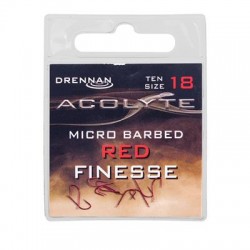 DRENNAN
TEN
SIZE 18
ACOLYTE
MICRO BARBED
RED
FINESSE